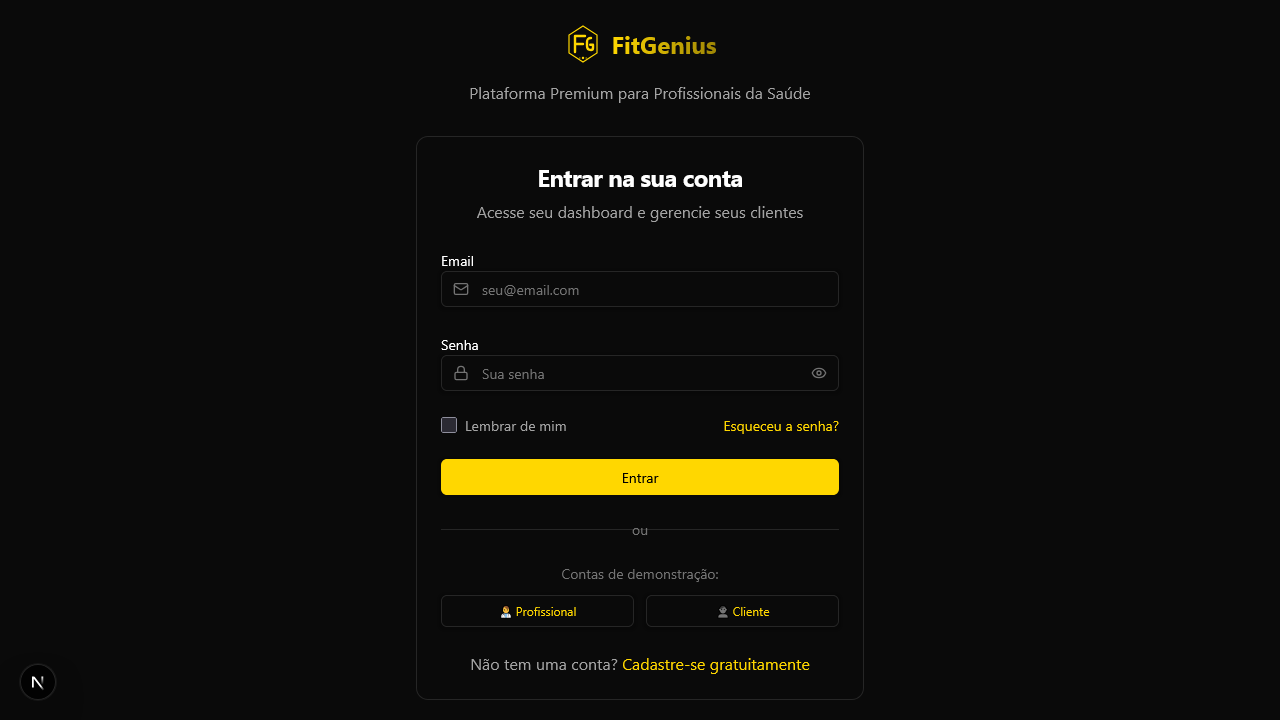 FG FitGenius
Plataforma Premium para Profissionais da Saúde
Entrar na sua conta
Acesse seu dashboard e gerencie seus clientes
Email
seu@email.com
Senha
Sua senha
Lembrar de mim Esqueceu a senha?
Entrar
ou
Contas de demonstração:
Profissional Cliente
Não tem uma conta? Cadastre-se gratuitamente
N